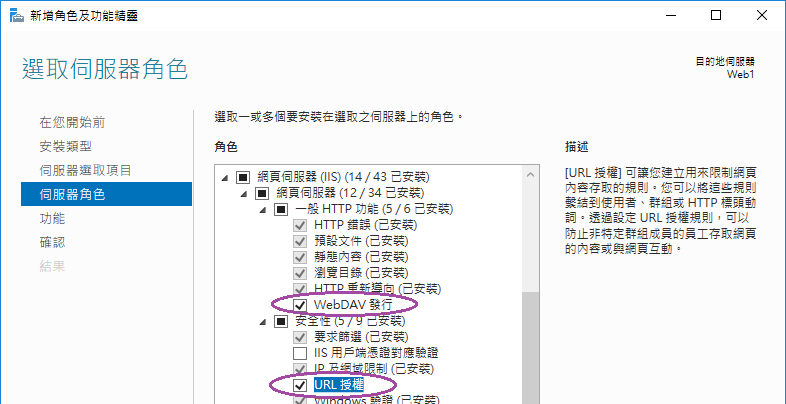 新增角色及功能精靈
選取伺服器角色
目的地伺服器
Web1
在您開始前
安裝類型
伺服器選取項目
伺服器角色
功能
確認
結果
選取一或多個要安裝在選取之伺服器上的角色。
角色
網頁伺服器 (IIS) (14 / 43 已安裝)
網頁伺服器 (12 / 34 已安裝)
一般 HTTP 功能 (5 / 6 已安裝)
HTTP 錯誤 (已安裝)
預設文件 (已安裝)
靜態內容 (已安裝)
瀏覽目錄 (已安裝)
HTTP 重新導向 (已安裝)
WebDAV 發行
安全性 (5 / 9 已安裝)
要求篩選 (已安裝)
IIS 用戶端憑證對應驗證
IP 及網域限制 (已安裝)
URL 授權
Windows 驗證 (已安裝)
描述
[URL 授權] 可讓您建立用來限制網頁
內容存取的規則。您可以將這些規則
繫結到使用者、群組或 HTTP 標頭動
詞。透過設定 URL 授權規則，可以
防止非特定群組成員的員工存取網頁
的內容或與網頁互動。